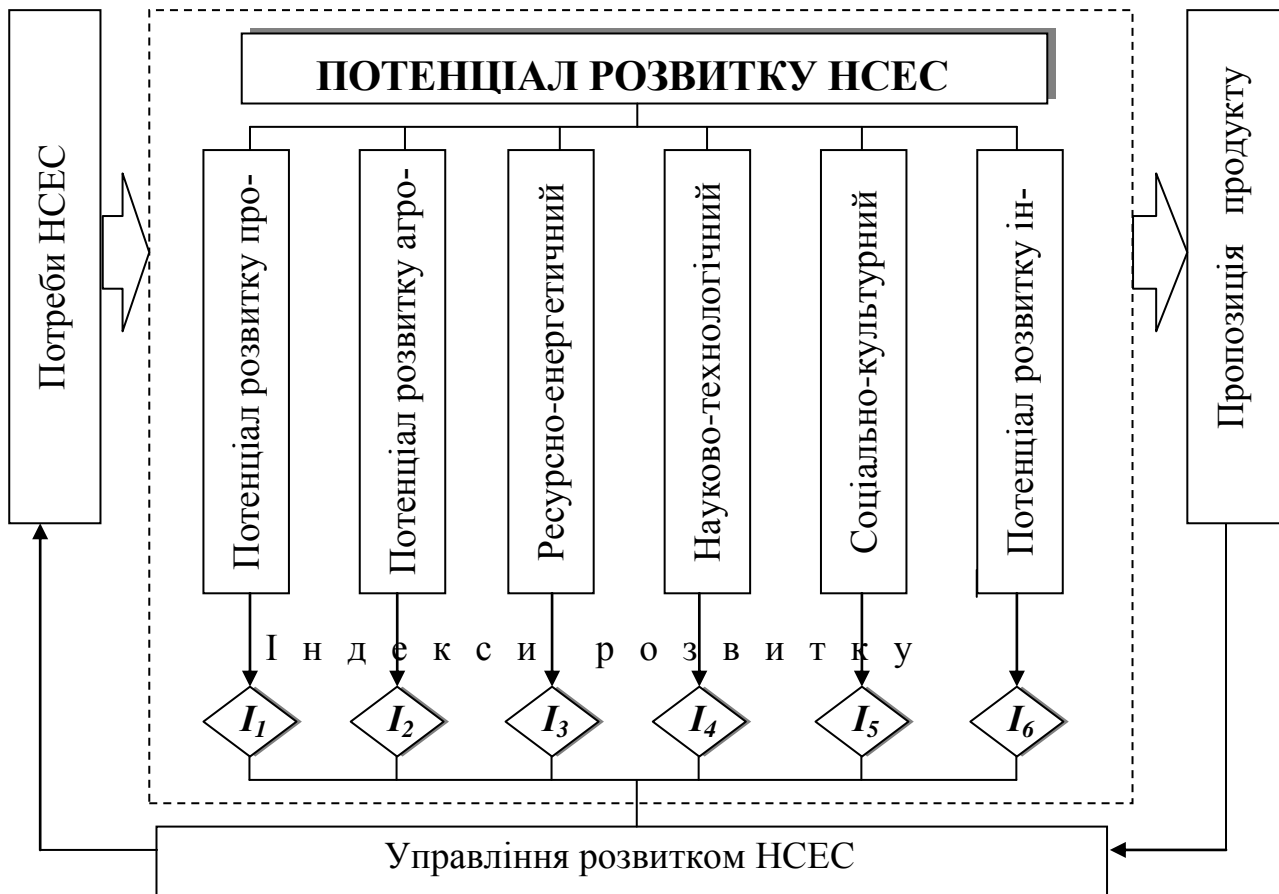 ПОТЕНЦІАЛ РОЗВИТКУ НСЕС
Потреби НСЕС
Потенціал розвитку про-
Потенціал розвитку агро-
Ресурсно-енергетичний
Науково-технологічний
Соціально-культурний
Потенціал розвитку ін-
Пропозиція продукту
Індекси розвитку
I1
I2
I3
I4
I5
I6
Управління розвитком НСЕС